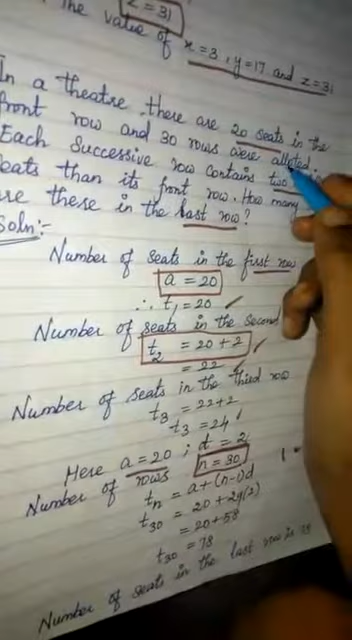 z = 31
the value of x = 3, y = 17 and z = 31
In a theatre there are 20 seats in the
front row and 30 rows were alloted.
Each Successive row contains two
seats than its front row. How many
are these in the last row?
Soln:-
Number of seats in the first row
a = 20
∴ t1 = 20 ✓
Number of seats in the second
t2 = 20 + 2
= 22 ✓
Number of seats in the third row
t3 = 22+2
t3 = 24
Here a = 20 ; d = 2
Number of rows n = 30
tn = a+(n-1)d
t30 = 20 + 29(2)
= 20 + 58
t30 = 78
Number of seats in the last row is 78